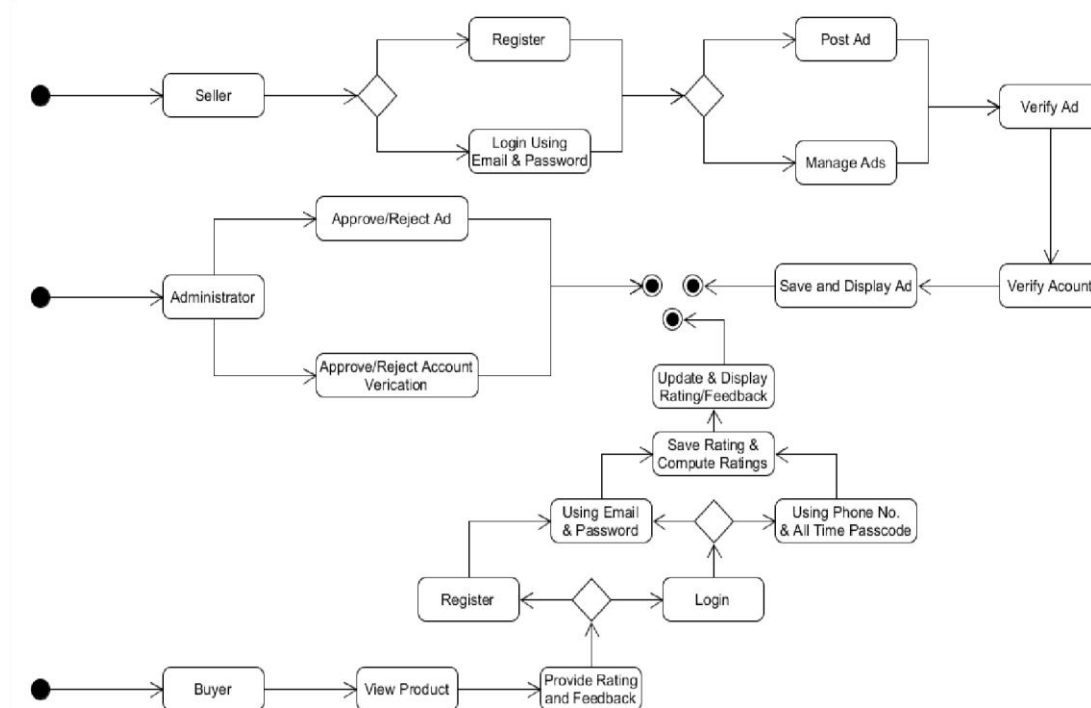 Register
Post Ad
Seller
Verify Ad
Login Using
Email & Password
Manage Ads
Approve/Reject Ad
Administrator
Save and Display Ad
Verify Acount
Approve/Reject Account
Verication
Update & Display
Rating/Feedback
Save Rating &
Compute Ratings
Using Email
& Password
Using Phone No.
& All Time Passcode
Register
Login
Buyer
View Product
Provide Rating
and Feedback